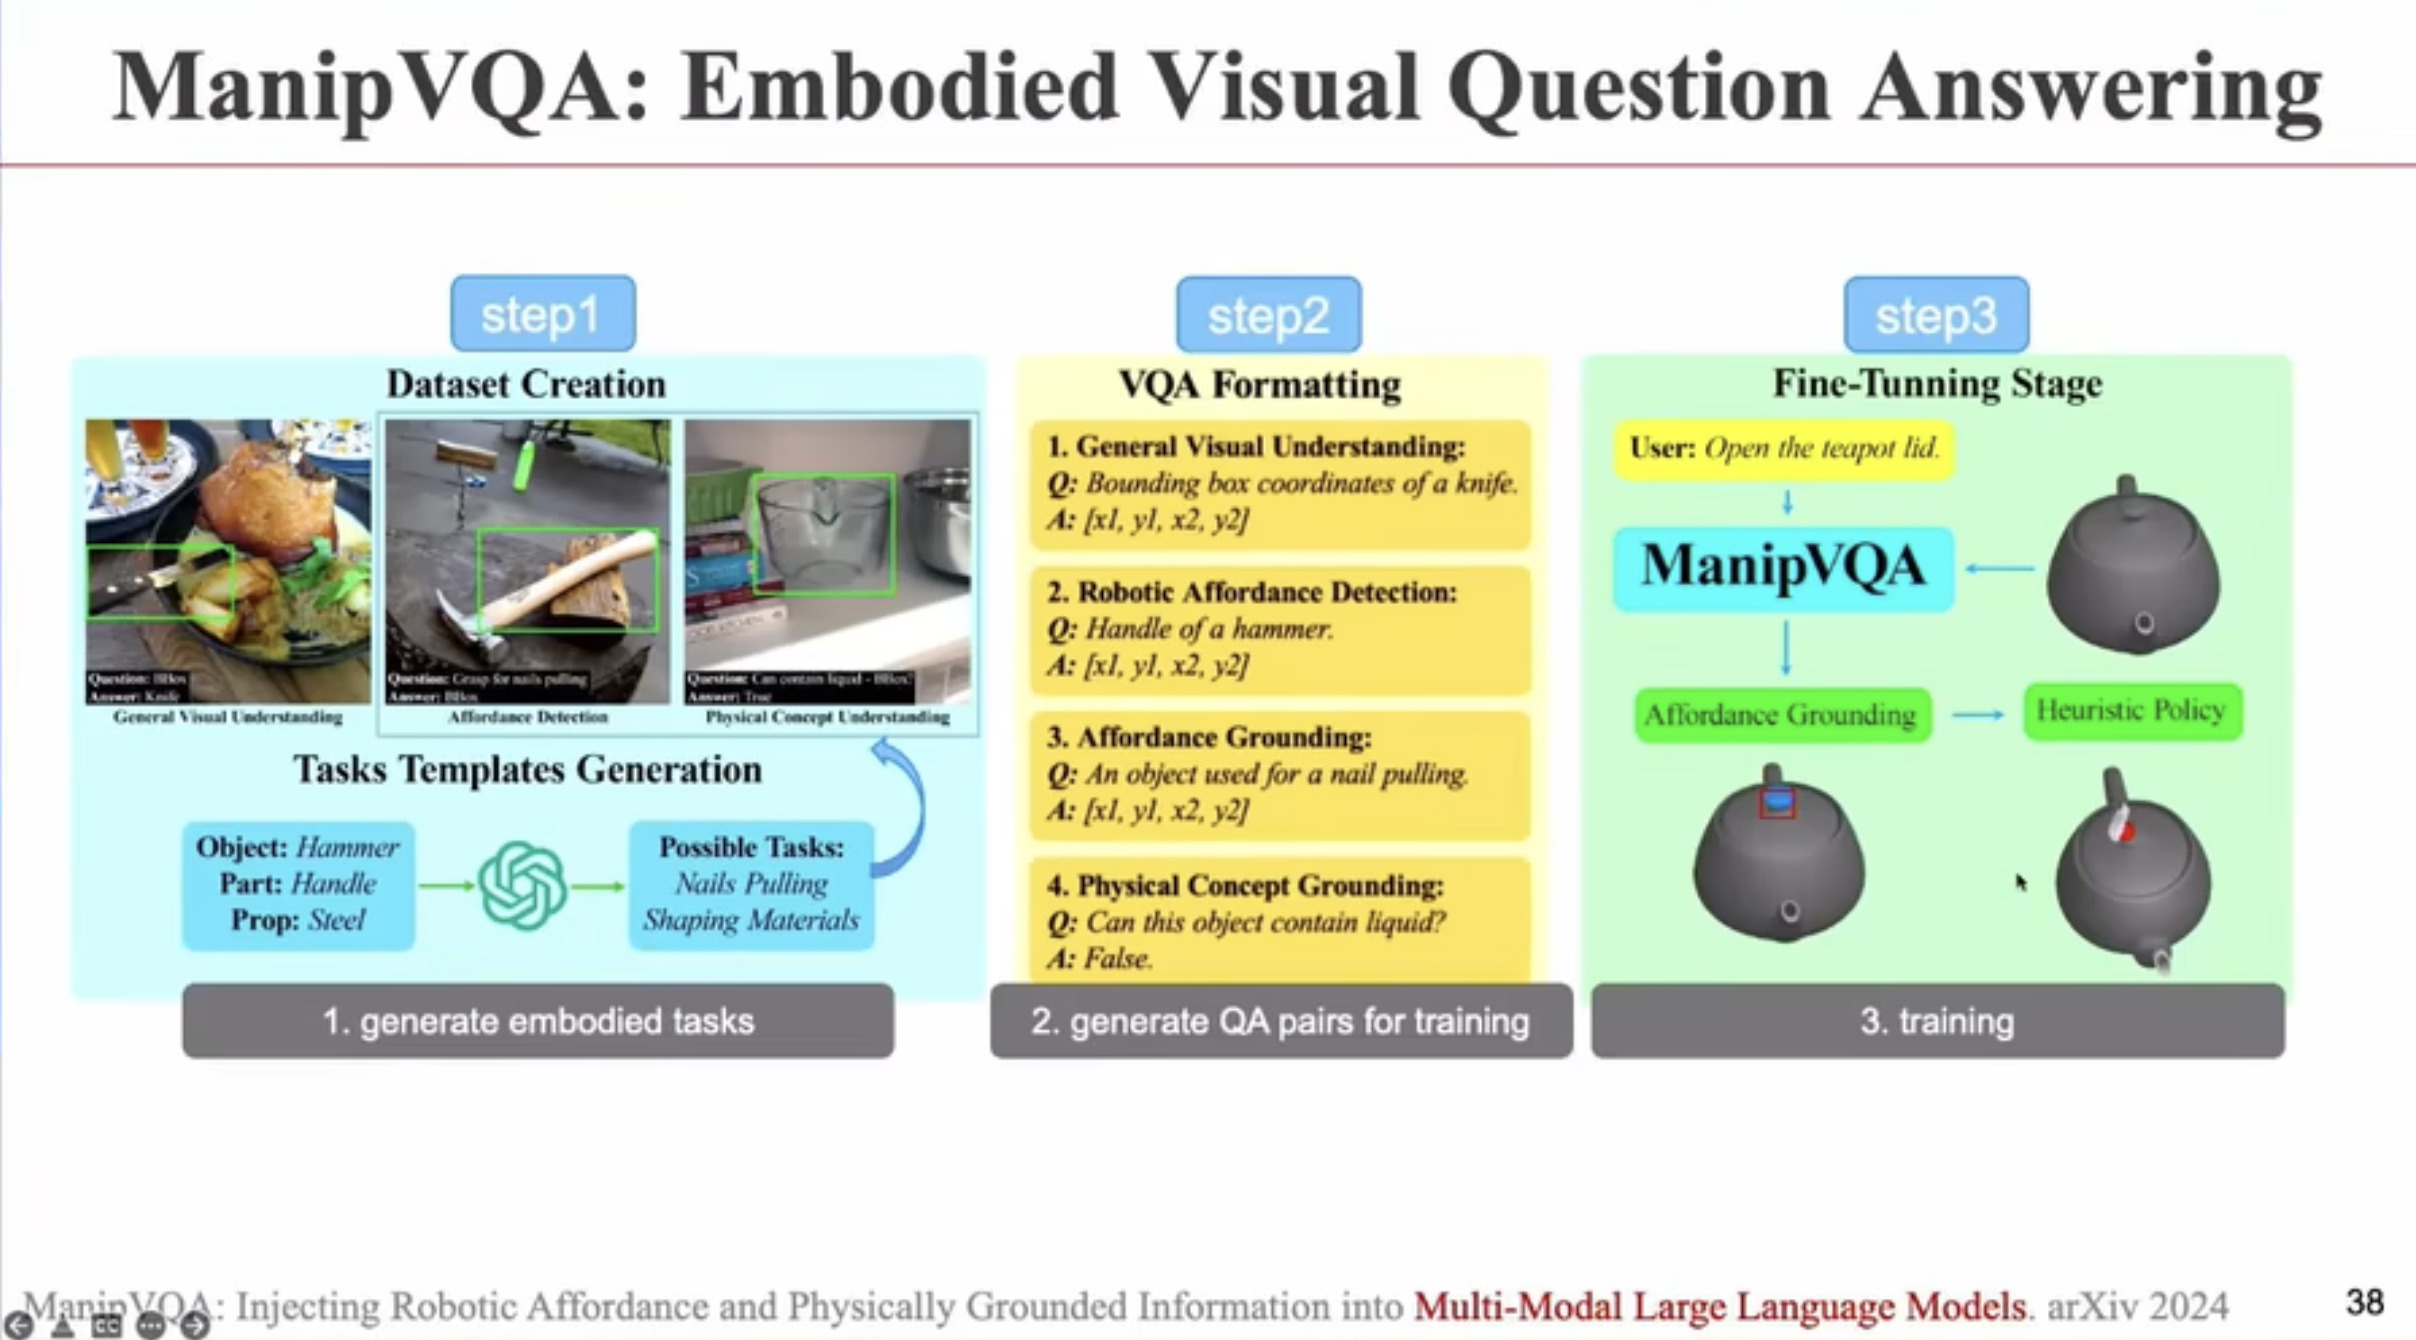 ManipVQA: Embodied Visual Question Answering
step1
Dataset Creation
Question: BBox
Answer: Knife
General Visual Understanding
Question: Grasp for nails pulling
Answer: BBox
Affordance Detection
Question: Can contain liquid - BBox?
Answer: True
Physical Concept Understanding
Tasks Templates Generation
Object: Hammer
Part: Handle
Prop: Steel
Possible Tasks:
Nails Pulling
Shaping Materials
1. generate embodied tasks
step2
VQA Formatting
1. General Visual Understanding:
Q: Bounding box coordinates of a knife.
A: [x1, y1, x2, y2]
2. Robotic Affordance Detection:
Q: Handle of a hammer.
A: [x1, y1, x2, y2]
3. Affordance Grounding:
Q: An object used for a nail pulling.
A: [x1, y1, x2, y2]
4. Physical Concept Grounding:
Q: Can this object contain liquid?
A: False.
2. generate QA pairs for training
step3
Fine-Tunning Stage
User: Open the teapot lid.
ManipVQA
Affordance Grounding
Heuristic Policy
3. training
ManipVQA: Injecting Robotic Affordance and Physically Grounded Information into Multi-Modal Large Language Models. arXiv 2024
38